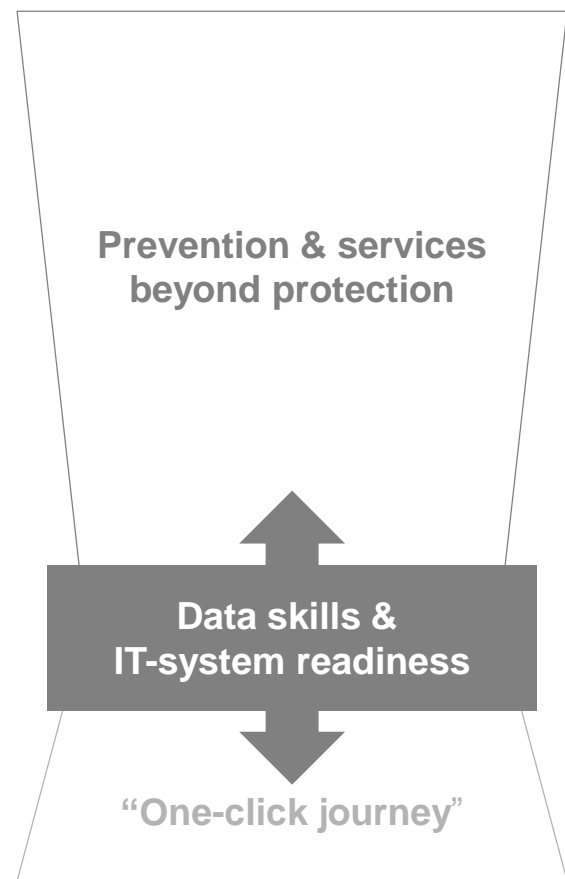 Prevention & services
beyond protection
Data skills &
IT-system readiness
“One-click journey”